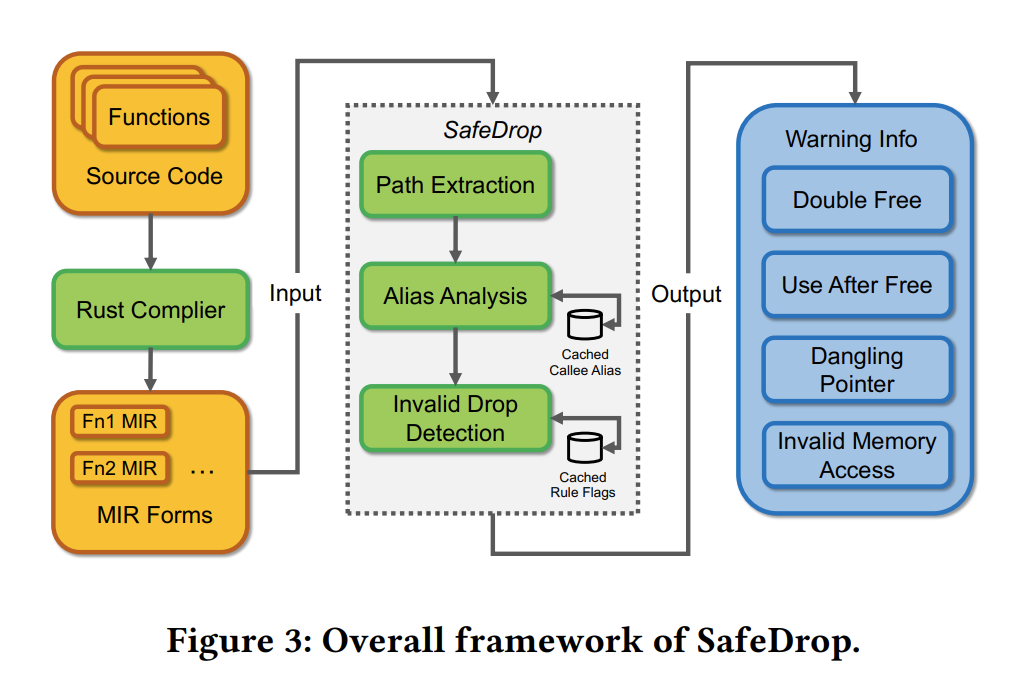 Functions
Source Code
Rust Complier
Fn1 MIR
Fn2 MIR ...
MIR Forms
Input
SafeDrop
Path Extraction
Alias Analysis
Cached
Callee Alias
Invalid Drop
Detection
Cached
Rule Flags
Output
Warning Info
Double Free
Use After Free
Dangling
Pointer
Invalid Memory
Access
Figure 3: Overall framework of SafeDrop.